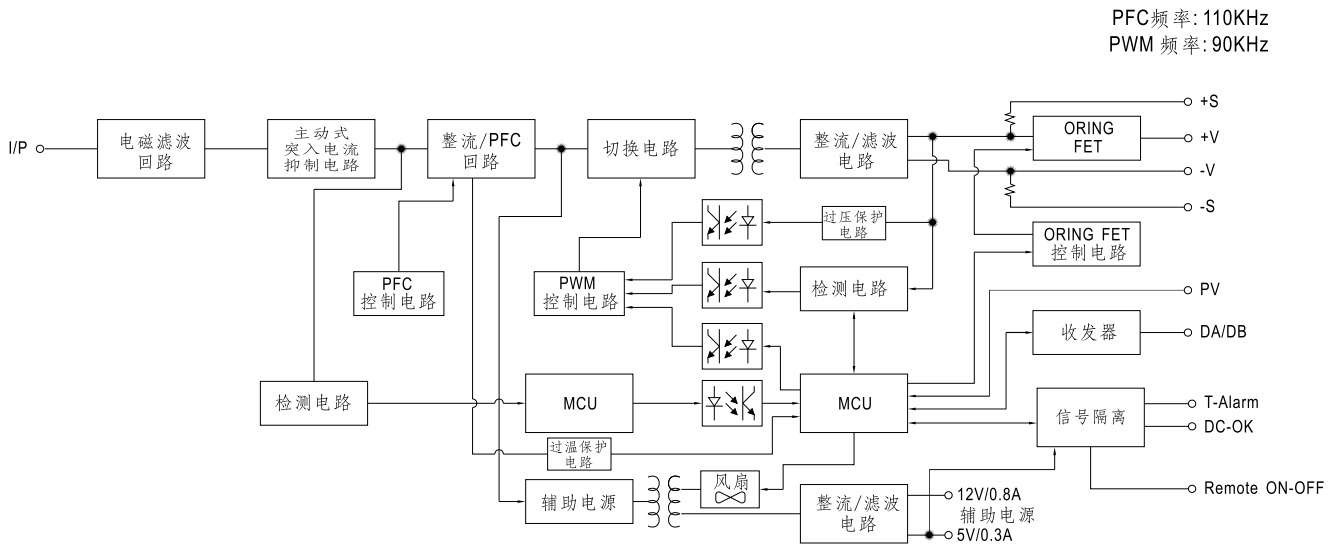 PFC频率: 110KHz
PWM 频率: 90KHz
I/P
电磁滤波
回路
主动式
突入电流
抑制电路
整流/PFC
回路
切换电路
整流/滤波
电路
ORING
FET
+S
+V
-V
-S
过压保护
电路
ORING FET
控制电路
PFC
控制电路
PWM
控制电路
检测电路
PV
收发器
DA/DB
检测电路
MCU
MCU
信号隔离
T-Alarm
DC-OK
过温保护
电路
辅助电源
风扇
整流/滤波
电路
12V/0.8A
辅助电源
5V/0.3A
Remote ON-OFF